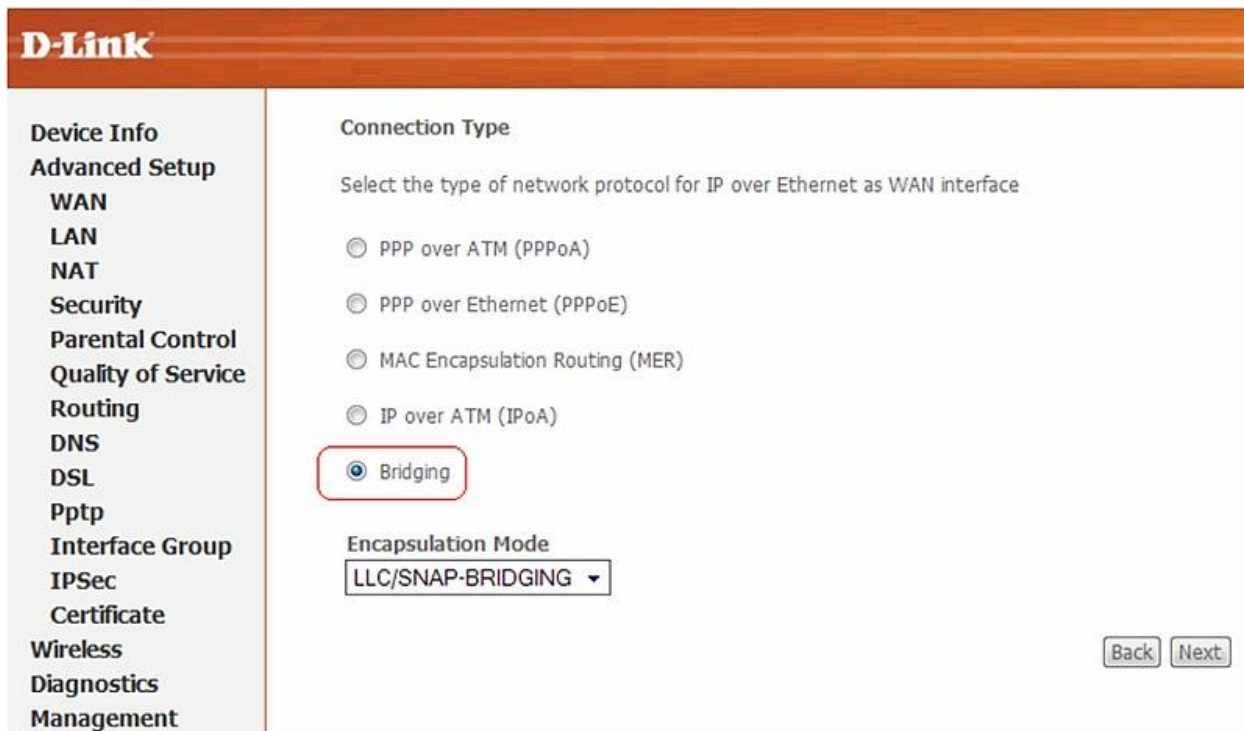 D-Link
Device Info
Advanced Setup
WAN
LAN
NAT
Security
Parental Control
Quality of Service
Routing
DNS
DSL
Pptp
Interface Group
IPSec
Certificate
Wireless
Diagnostics
Management
Connection Type
Select the type of network protocol for IP over Ethernet as WAN interface
PPP over ATM (PPPoA)
PPP over Ethernet (PPPoE)
MAC Encapsulation Routing (MER)
IP over ATM (IPoA)
Bridging
Encapsulation Mode
LLC/SNAP-BRIDGING
Back Next